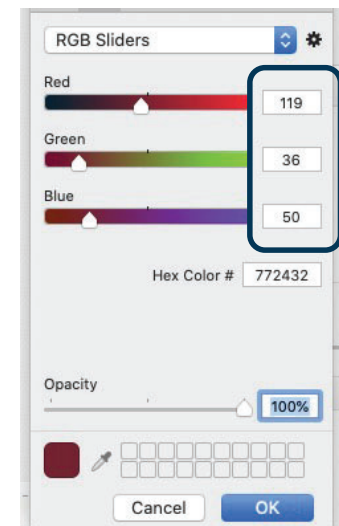 RGB Sliders
Red
119
Green
36
Blue
50
Hex Color # 772432
Opacity
100%
Cancel OK